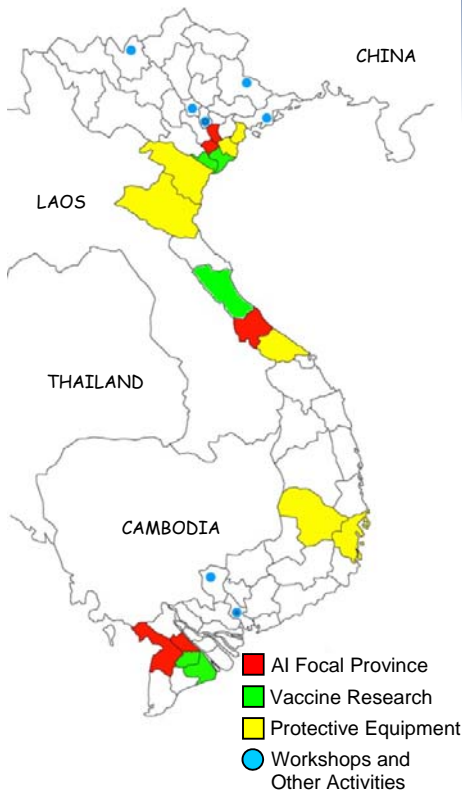 CHINA
LAOS
THAILAND
CAMBODIA
AI Focal Province
Vaccine Research
Protective Equipment
Workshops and
Other Activities